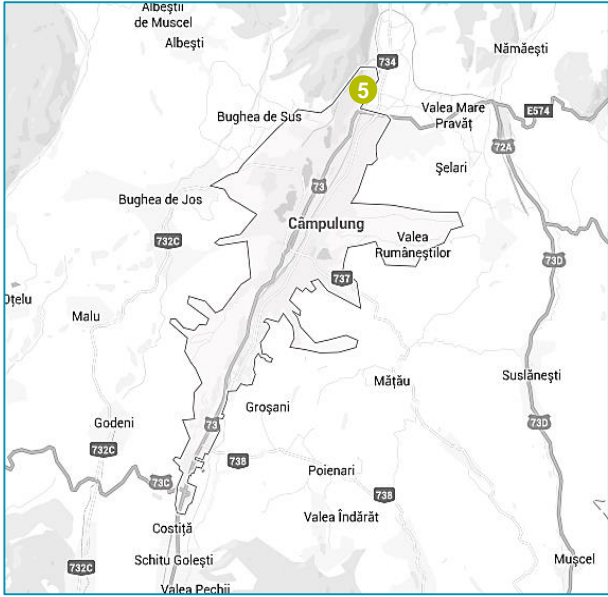 Albeștii
de Muscel
Albești
734
Nămăești
5
Bughea de Sus
Valea Mare
Pravăț
E574
72A
Șelari
73
Bughea de Jos
Câmpulung
732C
Valea
Rumâneștilor
73D
Oțelu
737
Malu
Mățău
Suslănești
Groșani
Godeni
73
73D
732C
738
73C
Poienari
738
Costiță
Valea Îndărăt
Schitu Golești
Mușcel
732C
Valea Pechii